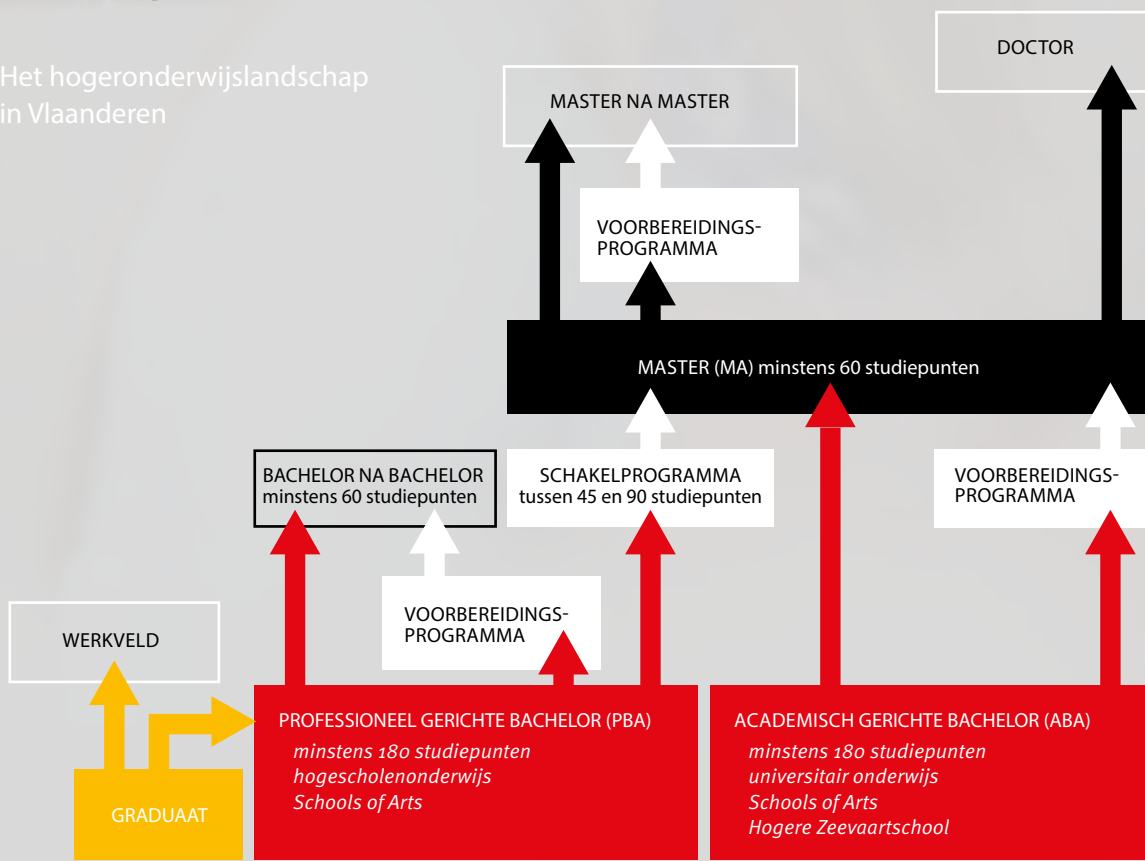 Het hogeronderwijslandschap
in Vlaanderen
DOCTOR
MASTER NA MASTER
VOORBEREIDINGS-
PROGRAMMA
MASTER (MA) minstens 60 studiepunten
BACHELOR NA BACHELOR
minstens 60 studiepunten
SCHAKELPROGRAMMA
tussen 45 en 90 studiepunten
VOORBEREIDINGS-
PROGRAMMA
VOORBEREIDINGS-
PROGRAMMA
WERKVELD
GRADUAAT
PROFESSIONEEL GERICHTE BACHELOR (PBA)
minstens 180 studiepunten
hogescholenonderwijs
Schools of Arts
ACADEMISCH GERICHTE BACHELOR (ABA)
minstens 180 studiepunten
universitair onderwijs
Schools of Arts
Hogere Zeevaartschool